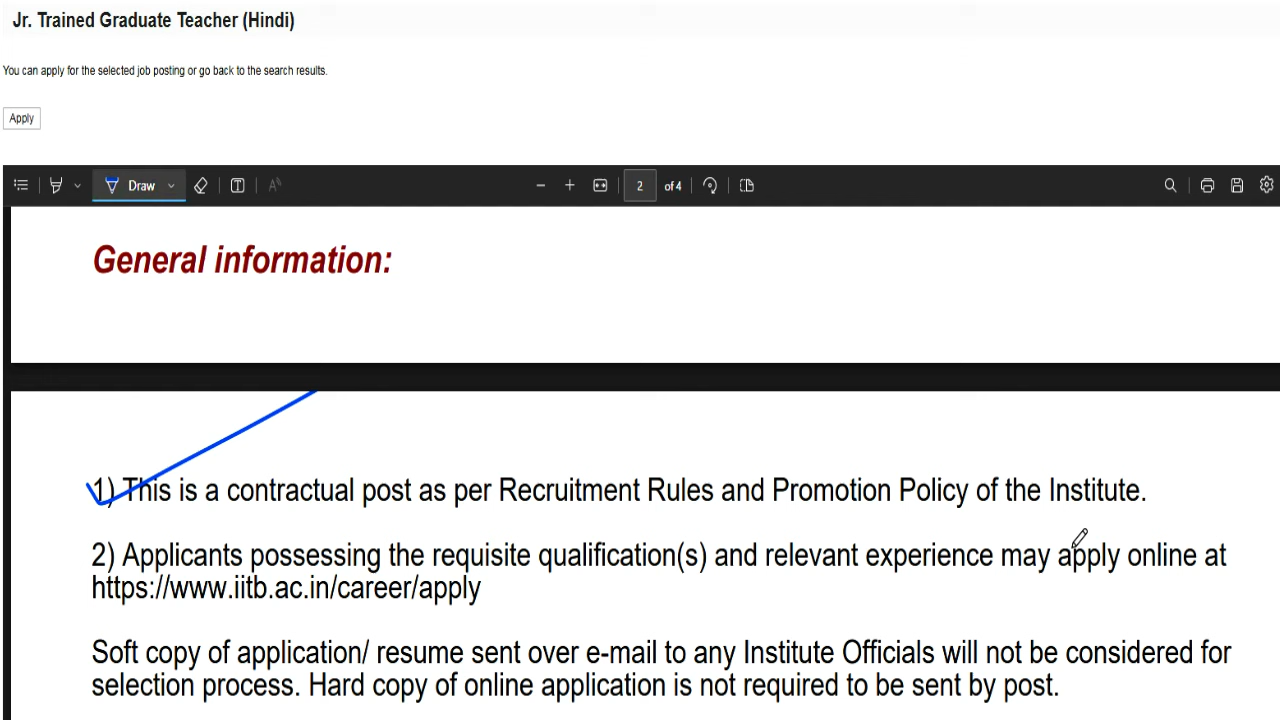 Jr. Trained Graduate Teacher (Hindi)
You can apply for the selected job posting or go back to the search results.
Apply
Draw
2 of 4
General information:
1) This is a contractual post as per Recruitment Rules and Promotion Policy of the Institute.
2) Applicants possessing the requisite qualification(s) and relevant experience may apply online at
https://www.iitb.ac.in/career/apply
Soft copy of application/ resume sent over e-mail to any Institute Officials will not be considered for
selection process. Hard copy of online application is not required to be sent by post.